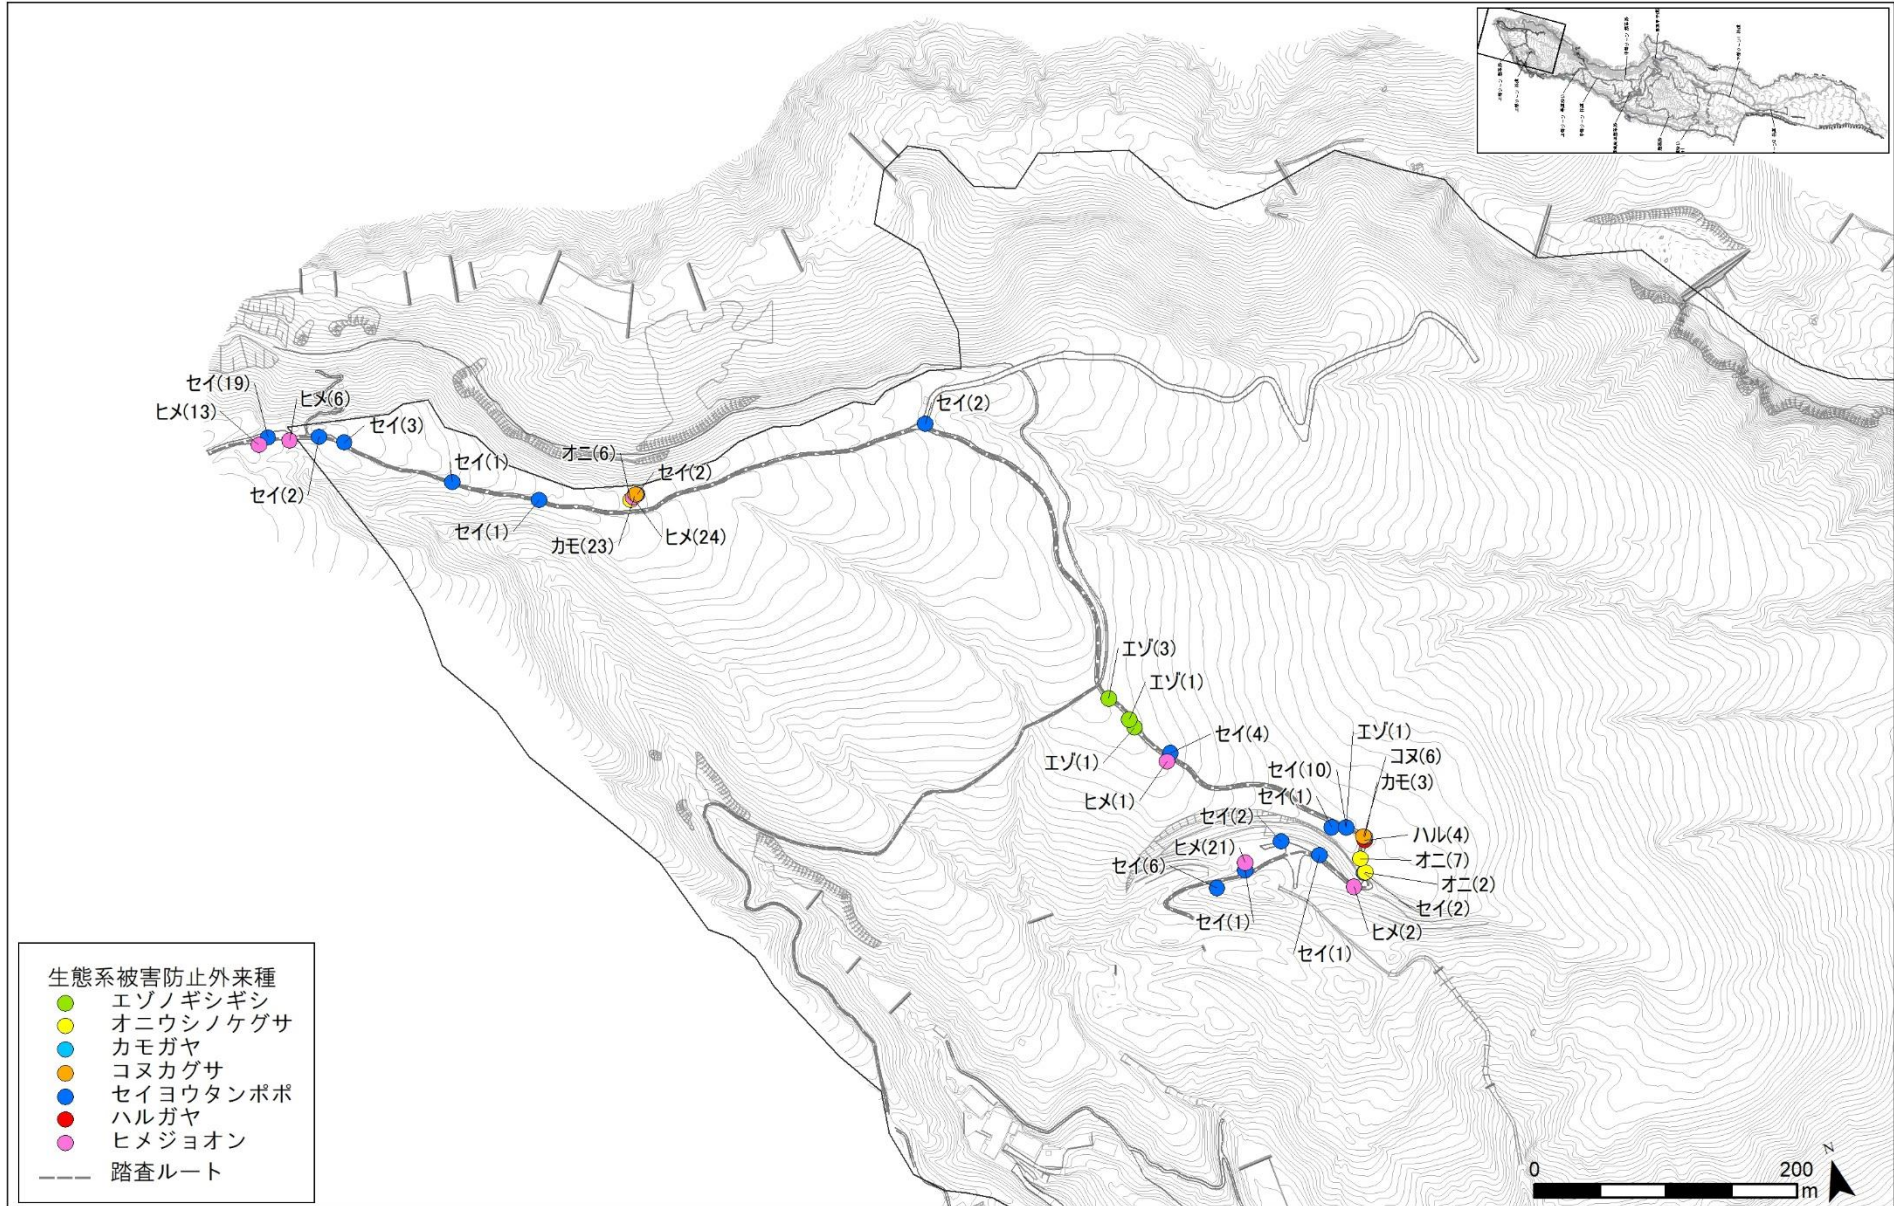 セイ(19)
ヒメ(6)
ヒメ(13)
セイ(3)
セイ(2)
オニ(6)
セイ(1)
セイ(2)
セイ(2)
セイ(1)
カモ(23)
ヒメ(24)
エゾ(3)
エゾ(1)
セイ(4)
エゾ(1)
エゾ(1)
コヌ(6)
セイ(10)
カモ(3)
セイ(1)
ヒメ(1)
セイ(2)
ハル(4)
ヒメ(21)
オニ(7)
セイ(6)
オニ(2)
セイ(2)
セイ(1)
ヒメ(2)
セイ(1)
生態系被害防止外来種
エゾノギシギシ
オニウシノケグサ
カモガヤ
コヌカグサ
セイヨウタンポポ
ハルガヤ
ヒメジョオン
踏査ルート
N
0 200
m